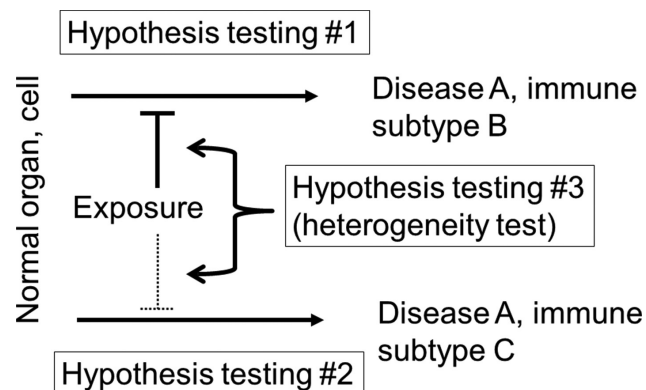 Hypothesis testing #1
Normal organ, cell
Disease A, immune
subtype B
Exposure
Hypothesis testing #3
(heterogeneity test)
Disease A, immune
subtype C
Hypothesis testing #2